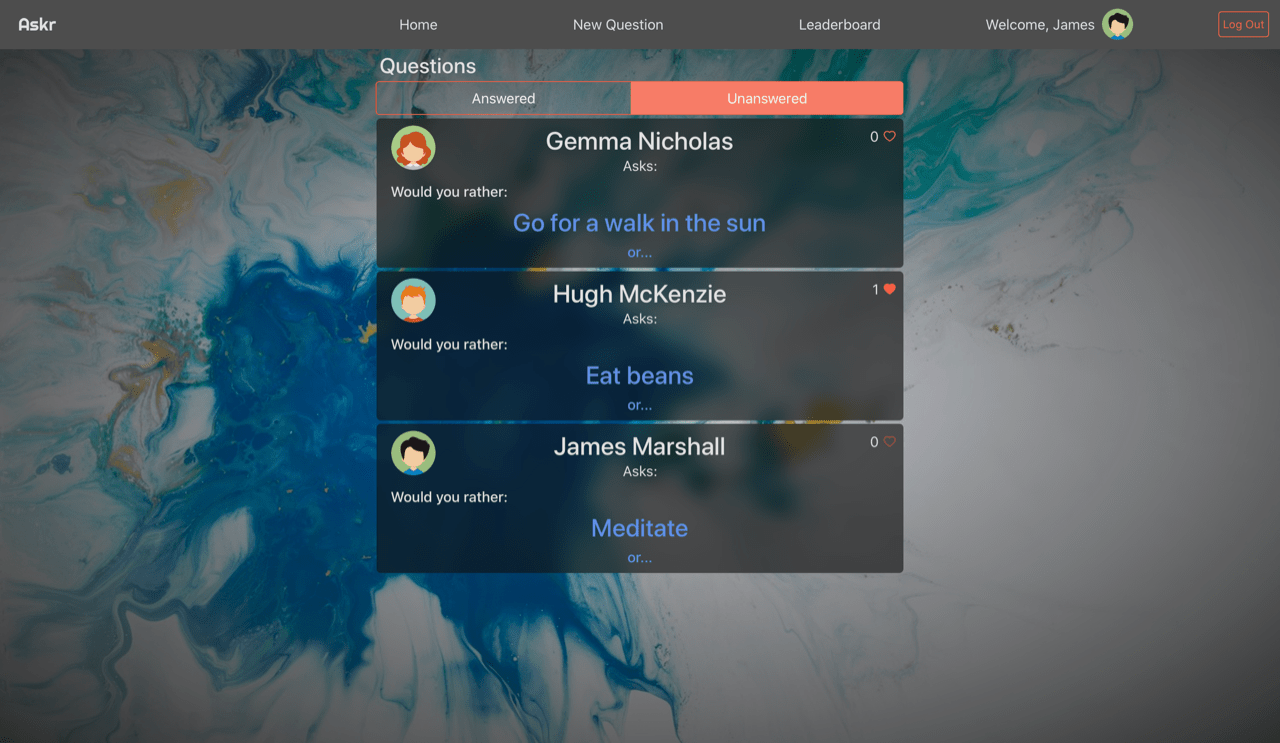 Askr
Home
New Question
Leaderboard
Welcome, James
Log Out
Questions
Answered
Unanswered
Gemma Nicholas
0
Asks:
Would you rather:
Go for a walk in the sun
or...
Hugh McKenzie
1
Asks:
Would you rather:
Eat beans
or...
James Marshall
0
Asks:
Would you rather:
Meditate
or...